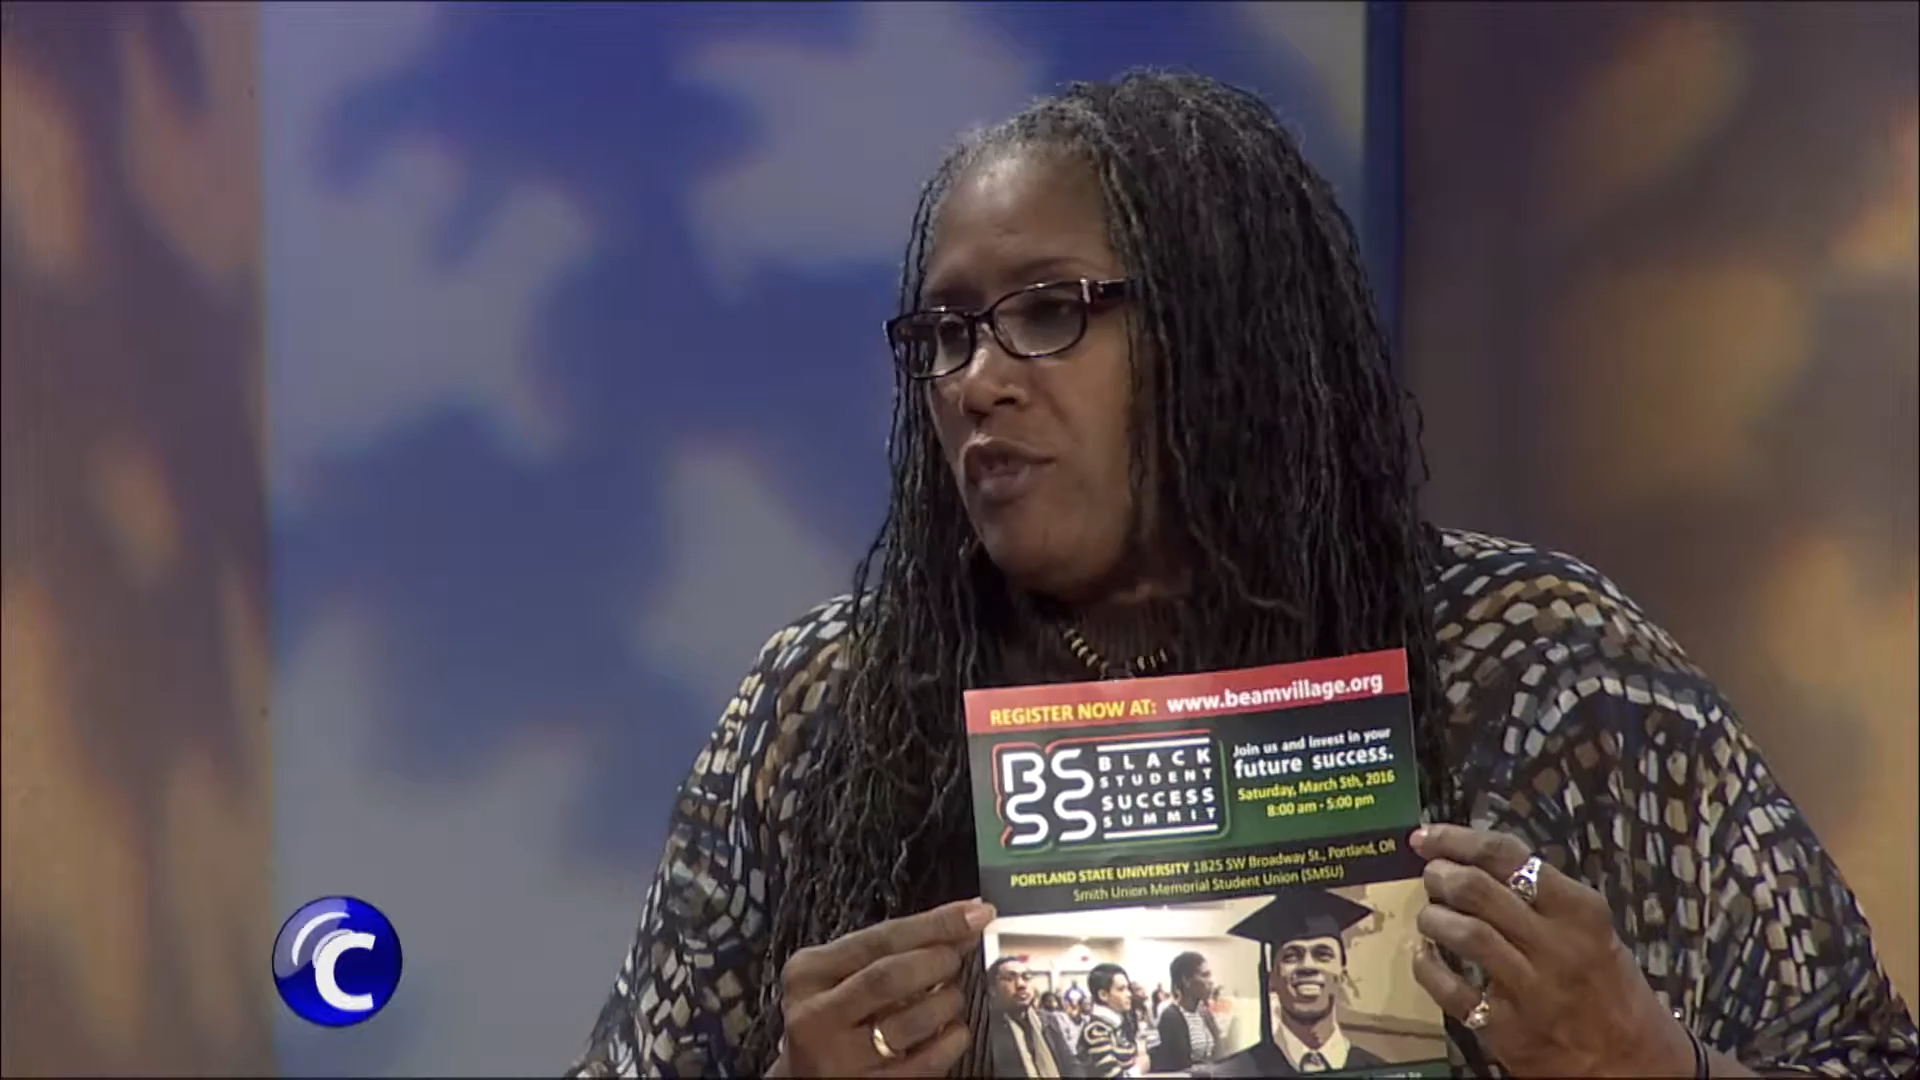 REGISTER NOW AT: www.beamvillage.org
BSSS
BLACK
STUDENT
SUCCESS
SUMMIT
Join us and invest in your
future success.
Saturday, March 5th, 2016
8:00 am - 5:00 pm
PORTLAND STATE UNIVERSITY 1825 SW Broadway St., Portland, OR
Smith Union Memorial Student Union (SMSU)
C